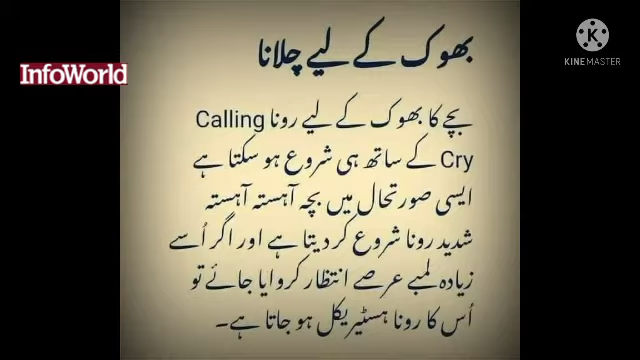 InfoWorld
KINEMASTER
بھوک کے لیے چلانا
بچے کا بھوک کے لیے رونا Calling
Cry کے ساتھ ہی شروع ہو سکتا ہے
ایسی صورتحال میں بچہ آہستہ آہستہ
شدید رونا شروع کر دیتا ہے اور اگر اُسے
زیادہ لمبے عرصے انتظار کروایا جائے تو
اُس کا رونا ہسٹیریکل ہو جاتا ہے۔